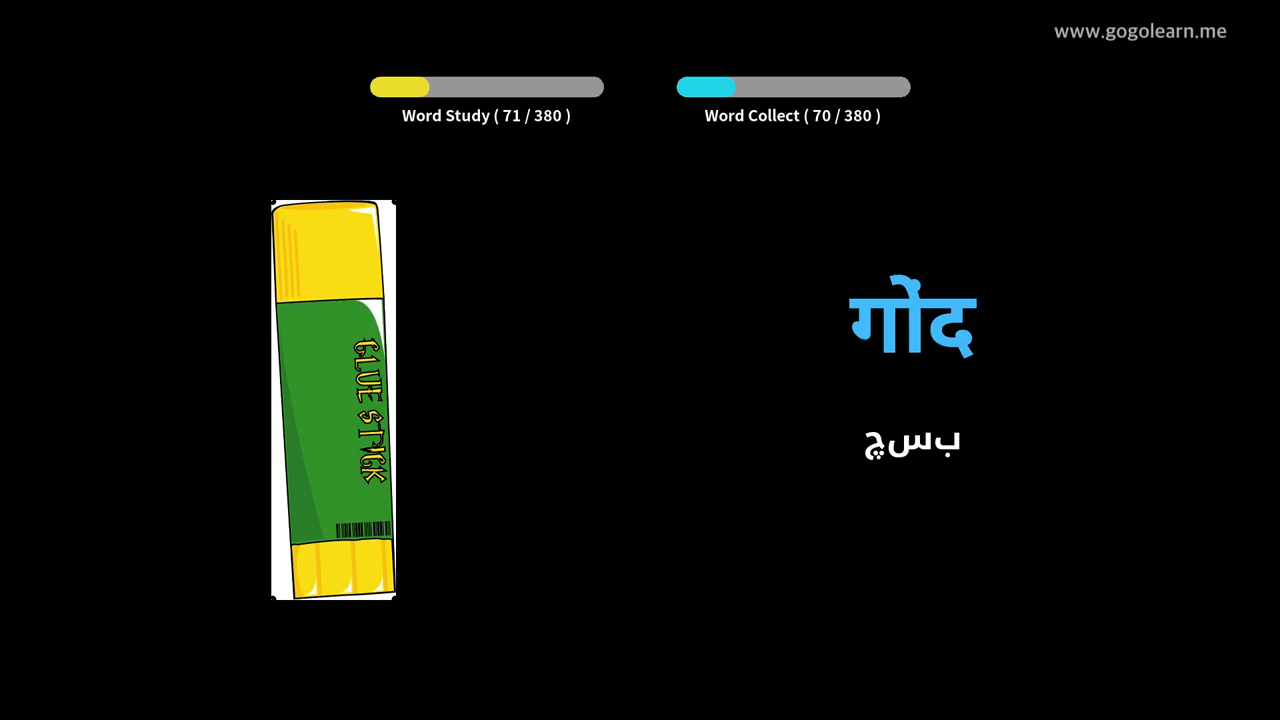 www.gogolearn.me
Word Study ( 71 / 380 )
Word Collect ( 70 / 380 )
GLUE STICK
गोंद
بسچ